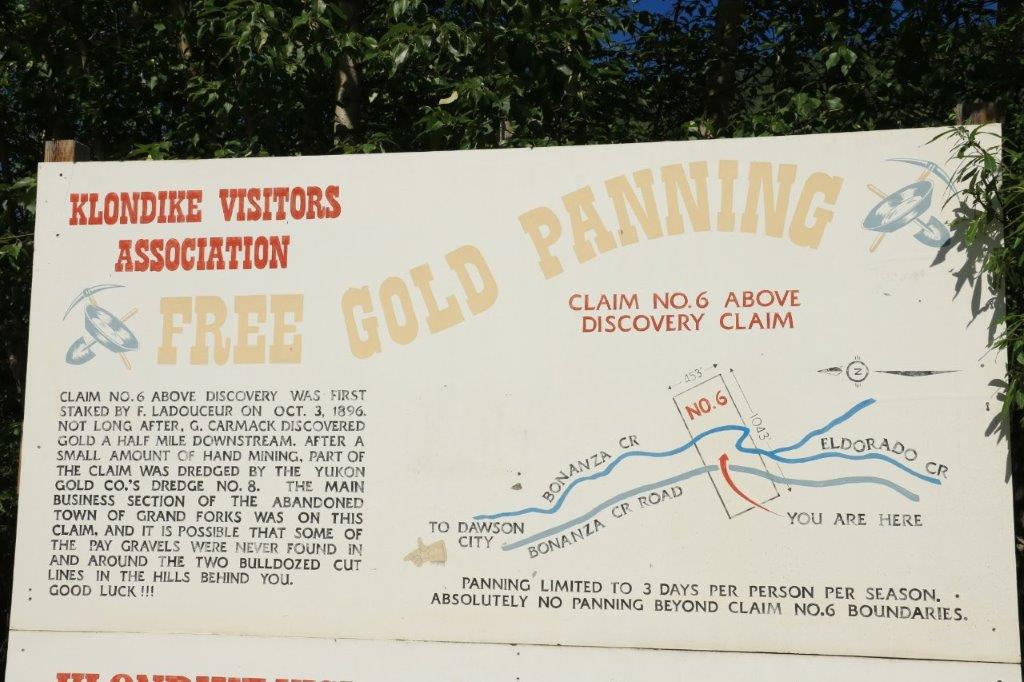 KLONDIKE VISITORS
ASSOCIATION
FREE GOLD PANNING
CLAIM NO.6 ABOVE
DISCOVERY CLAIM
CLAIM NO.6 ABOVE DISCOVERY WAS FIRST
STAKED BY F. LADOUCEUR ON OCT. 3, 1896.
NOT LONG AFTER, G. CARMACK DISCOVERED
GOLD A HALF MILE DOWNSTREAM. AFTER A
SMALL AMOUNT OF HAND MINING, PART OF
THE CLAIM WAS DREDGED BY THE YUKON
GOLD CO.'S DREDGE NO. 8. THE MAIN
BUSINESS SECTION OF THE ABANDONED
TOWN OF GRAND FORKS WAS ON THIS
CLAIM, AND IT IS POSSIBLE THAT SOME OF
THE PAY GRAVELS WERE NEVER FOUND IN
AND AROUND THE TWO BULLDOZED CUT
LINES IN THE HILLS BEHIND YOU.
GOOD LUCK!!!
453'
1043'
NO.6
N
BONANZA CR
ELDORADO CR
BONANZA CR ROAD
TO DAWSON
CITY
YOU ARE HERE
PANNING LIMITED TO 3 DAYS PER PERSON PER SEASON.
ABSOLUTELY NO PANNING BEYOND CLAIM NO.6 BOUNDARIES.